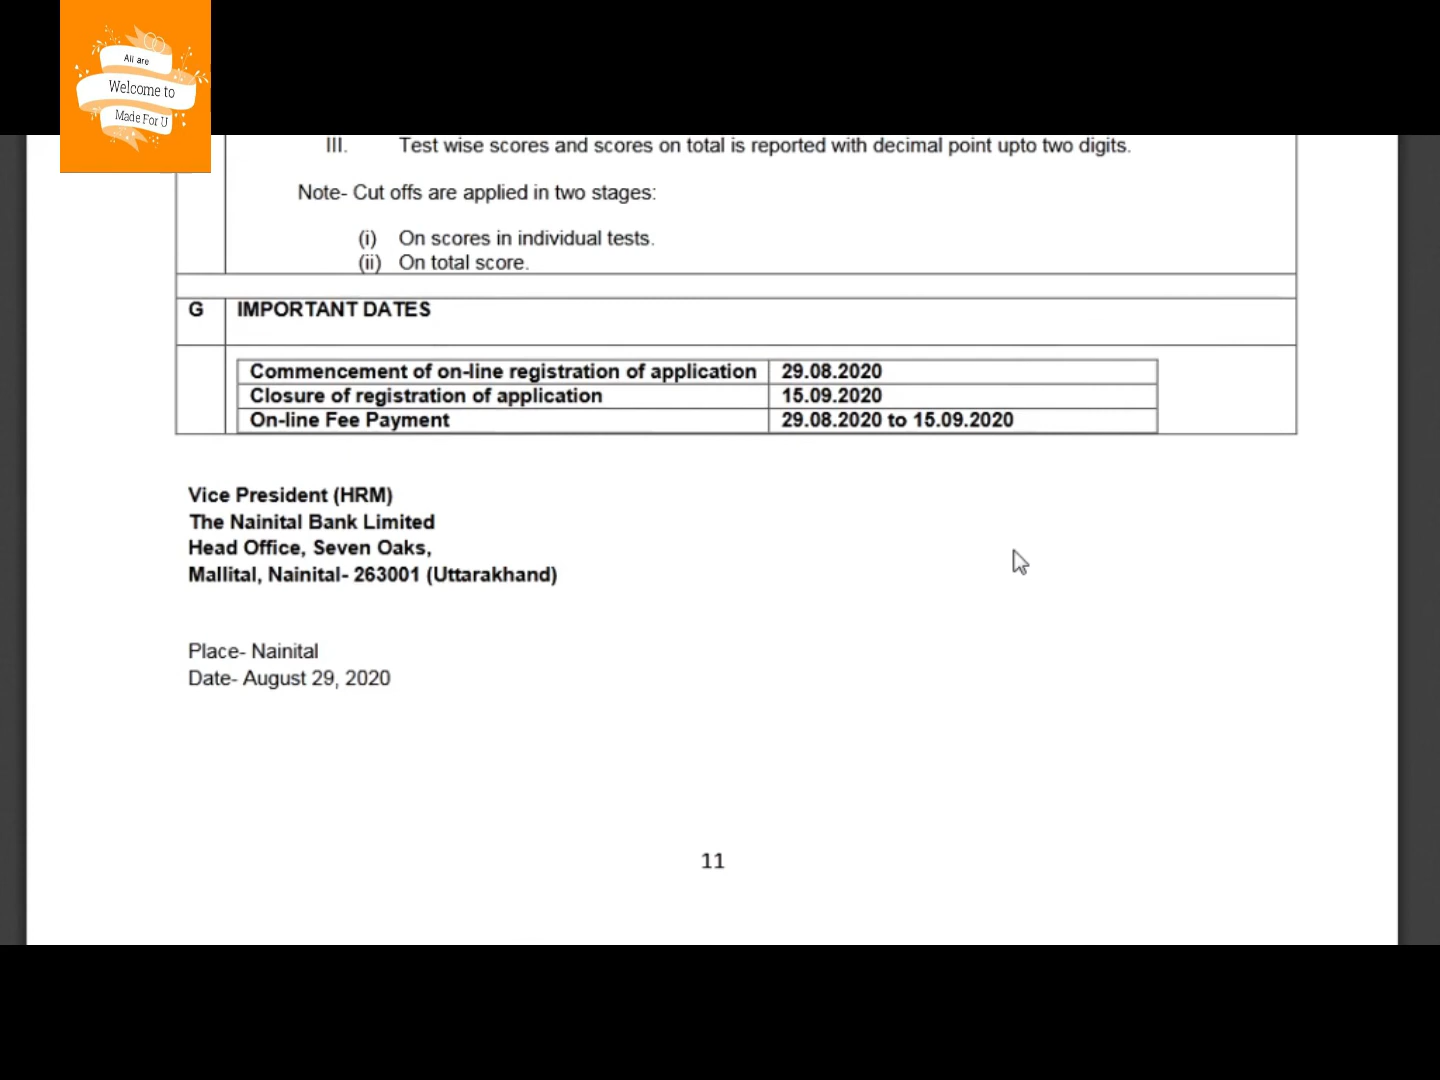 All are
Welcome to
Made For U
III. Test wise scores and scores on total is reported with decimal point upto two digits.
Note- Cut offs are applied in two stages:
(i) On scores in individual tests.
(ii) On total score.
G IMPORTANT DATES
Commencement of on-line registration of application 29.08.2020
Closure of registration of application 15.09.2020
On-line Fee Payment 29.08.2020 to 15.09.2020
Vice President (HRM)
The Nainital Bank Limited
Head Office, Seven Oaks,
Mallital, Nainital- 263001 (Uttarakhand)
Place- Nainital
Date- August 29, 2020
11